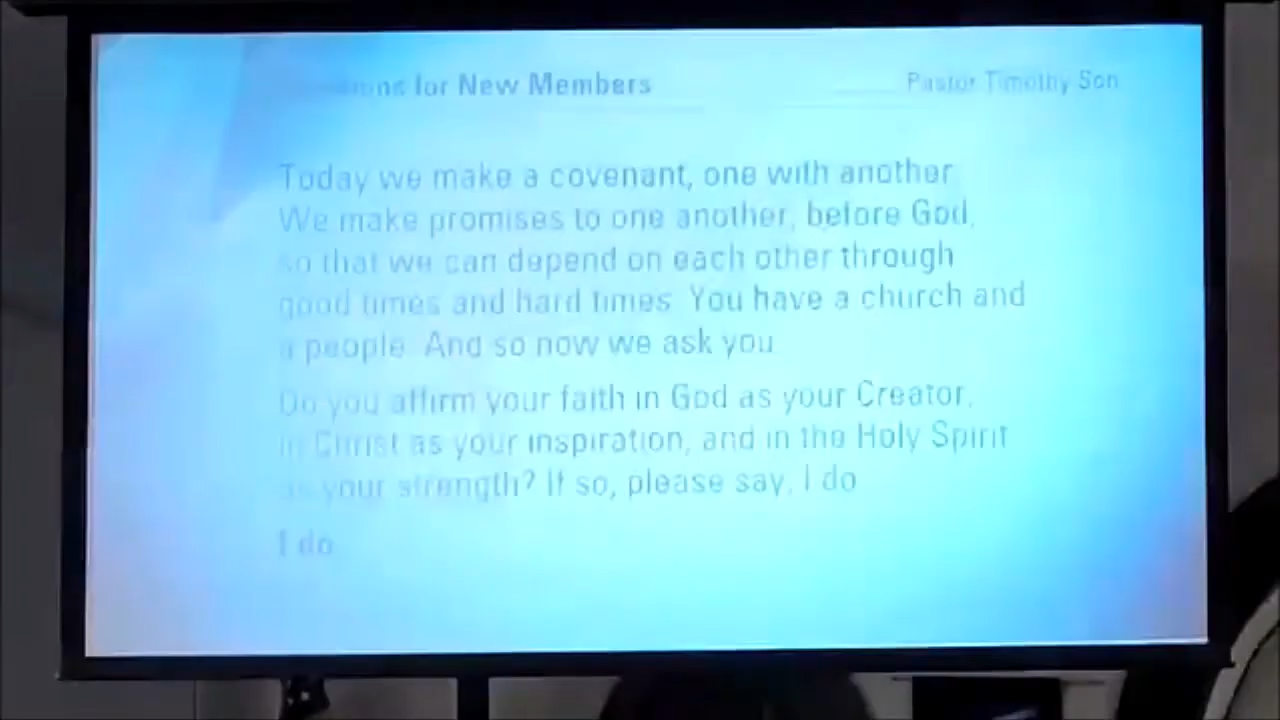 for New Members
Pastor Timothy Son
Today we make a covenant, one with another
We make promises to one another, before God,
so that we can depend on each other through
good times and hard times. You have a church and
a people. And so now we ask you
Do you affirm your faith in God as your Creator,
in Christ as your inspiration, and in the Holy Spirit
as your strength? If so, please say, I do
I do